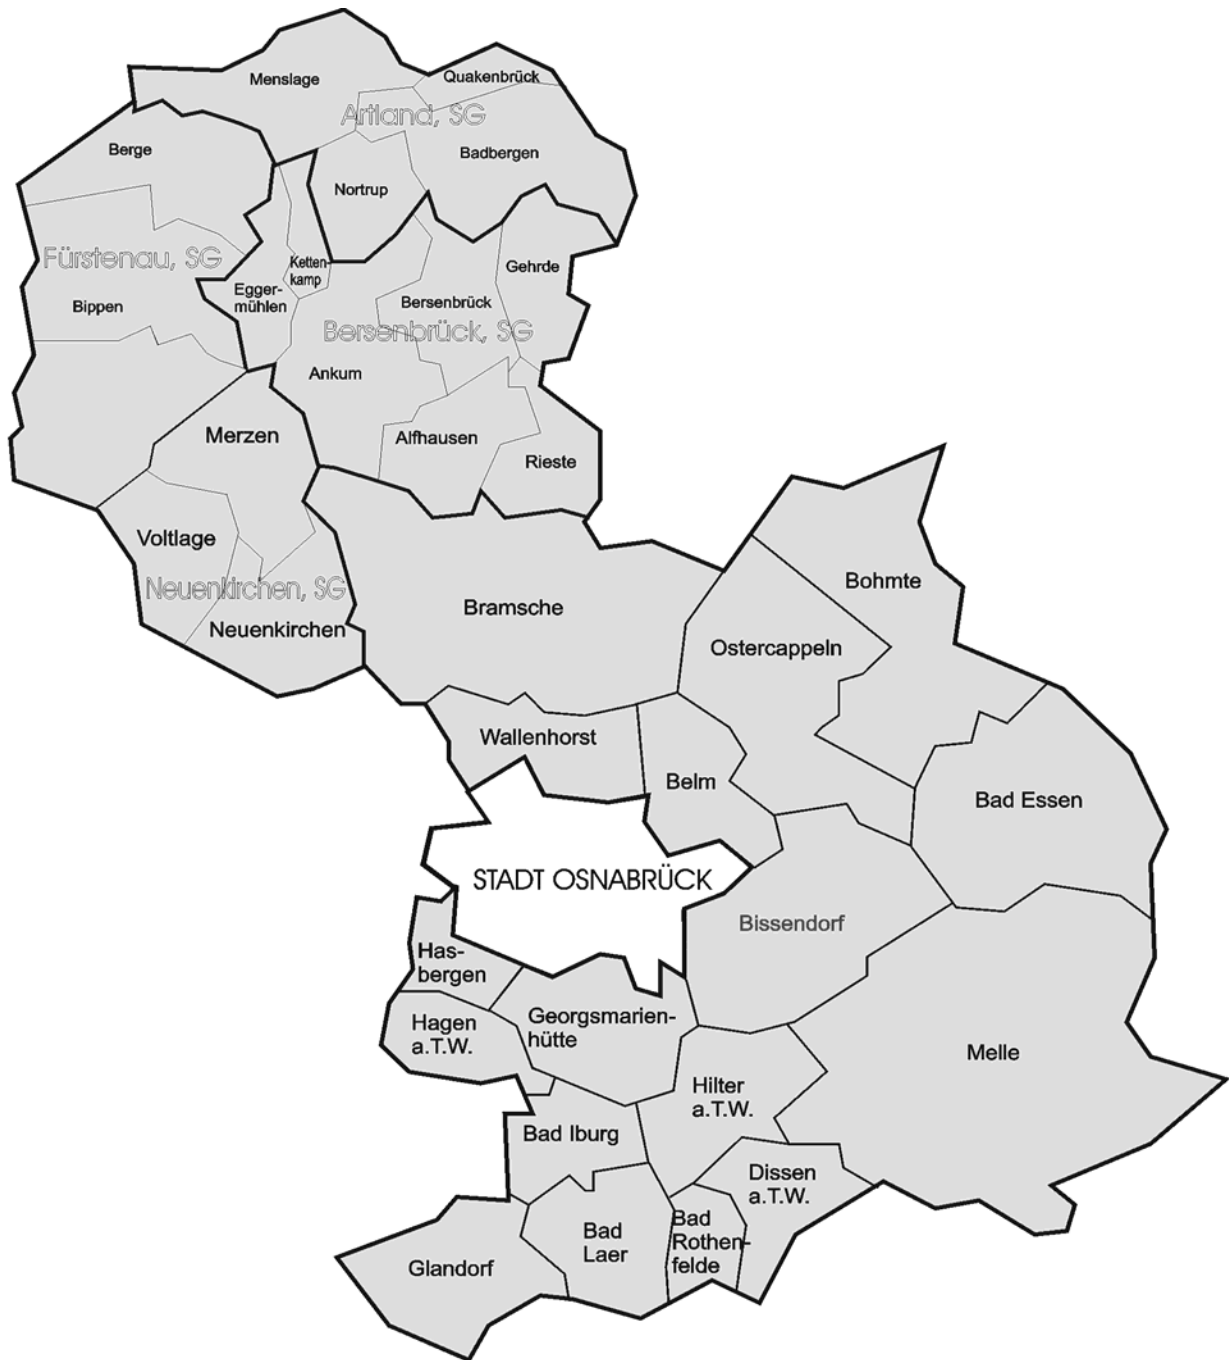 Menslage
Quakenbrück
Artland, SG
Berge
Badbergen
Nortrup
Fürstenau, SG
Ketten-
kamp
Gehrde
Egger-
mühlen
Bippen
Bersenbrück
Bersenbrück, SG
Ankum
Merzen
Alfhausen
Rieste
Voltlage
Neuenkirchen, SG
Neuenkirchen
Bramsche
Bohmte
Ostercappeln
Wallenhorst
Belm
Bad Essen
STADT OSNABRÜCK
Bissendorf
Has-
bergen
Hagen
a.T.W.
Georgsmarien-
hütte
Melle
Hilter
a.T.W.
Bad Iburg
Dissen
a.T.W.
Bad
Laer
Bad
Rothen-
felde
Glandorf